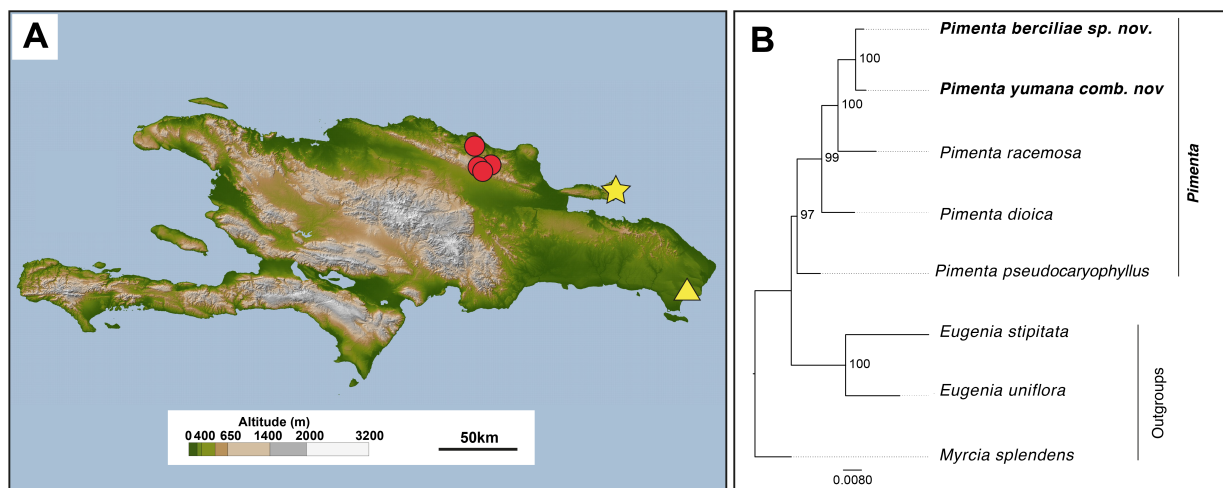 A
Altitude (m)
0 400 650 1400 2000 3200
50km
B
Pimenta berciliae sp. nov.
100
Pimenta yumana comb. nov
100
Pimenta racemosa
99
Pimenta dioica
97
Pimenta pseudocaryophyllus
Pimenta
Eugenia stipitata
100
Eugenia uniflora
Outgroups
Myrcia splendens
0.0080